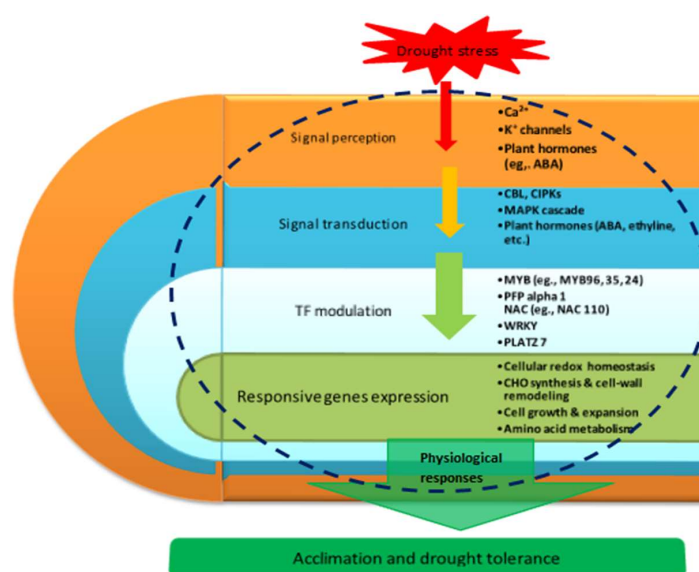 Drought stress
Signal perception
• Ca²⁺
• K⁺ channels
• Plant hormones
(eg,. ABA)
Signal transduction
• CBL, CIPKs
• MAPK cascade
• Plant hormones (ABA, ethyline,
etc.)
TF modulation
• MYB (eg., MYB96, 35, 24)
• PFP alpha 1
NAC (eg., NAC 110)
• WRKY
• PLATZ 7
Responsive genes expression
• Cellular redox homeostasis
• CHO synthesis & cell-wall
remodeling
• Cell growth & expansion
• Amino acid metabolism
Physiological
responses
Acclimation and drought tolerance